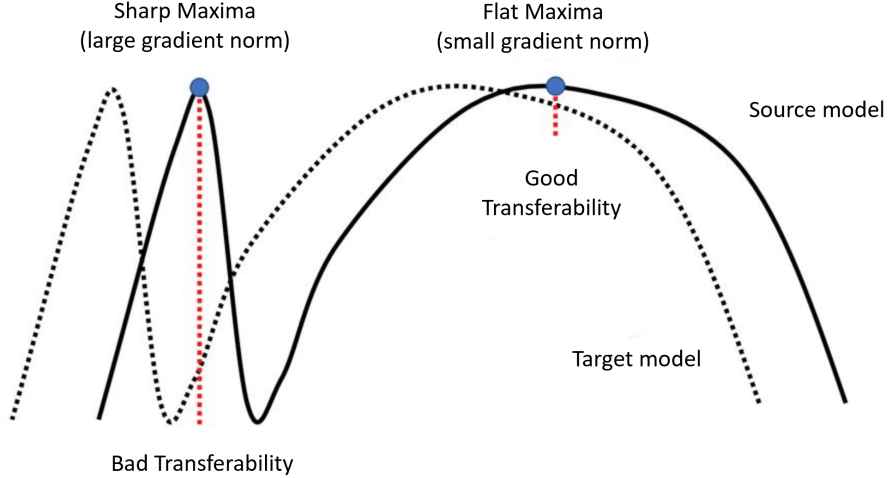 Sharp Maxima
(large gradient norm)
Flat Maxima
(small gradient norm)
Source model
Good
Transferability
Target model
Bad Transferability